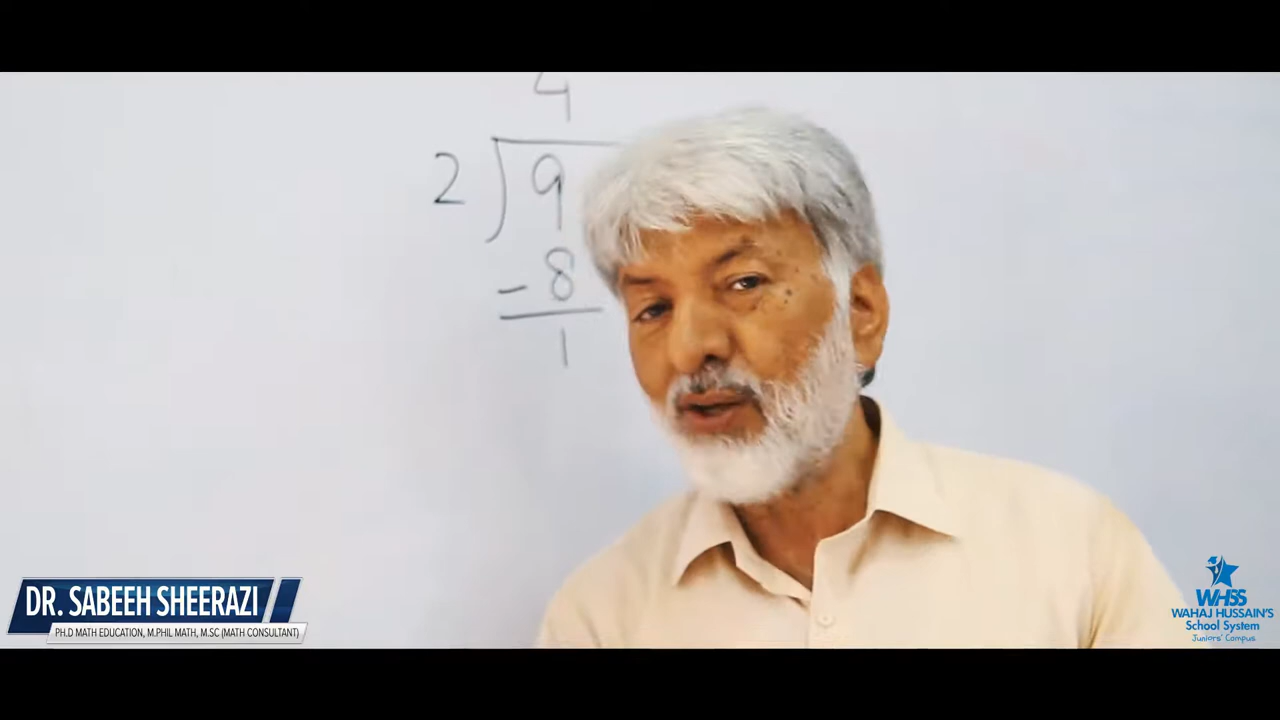 4
2 9
- 8
1
DR. SABEEH SHEERAZI
PH.D MATH EDUCATION, M.PHIL MATH, M.SC (MATH CONSULTANT)
WHSS
WAHAJ HUSSAIN'S
School System
Juniors' Campus